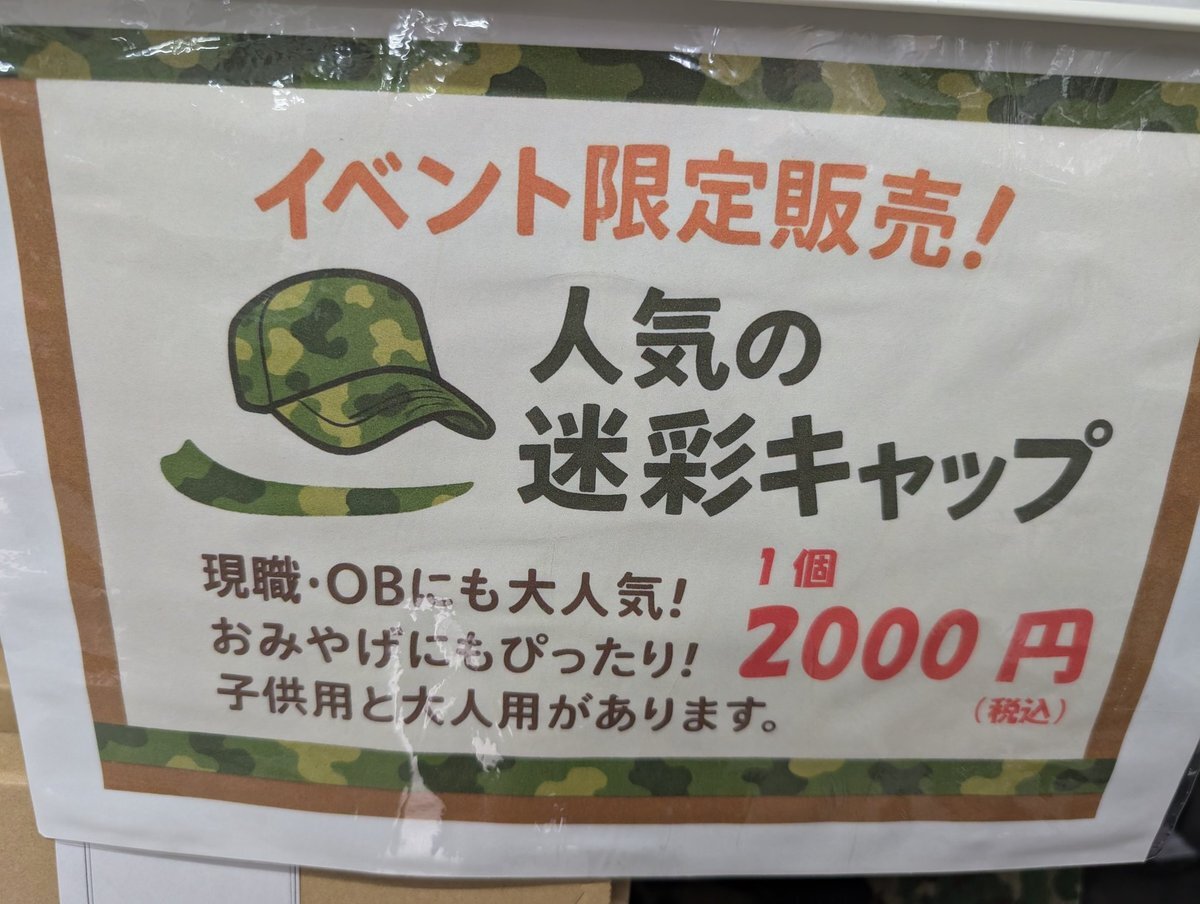 イベント限定販売!
人気の
迷彩キャップ
現職・OBにも大人気!
おみやげにもぴったり!
子供用と大人用があります。
1個
2000円
(税込)